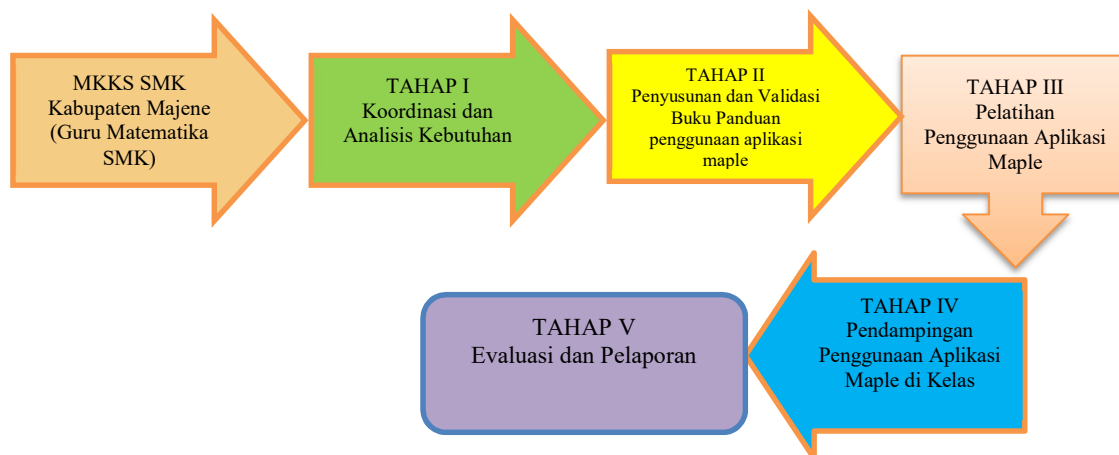 MKKS SMK
Kabupaten Majene
(Guru Matematika
SMK)
TAHAP I
Koordinasi dan
Analisis Kebutuhan
TAHAP II
Penyusunan dan Validasi
Buku Panduan
penggunaan aplikasi
maple
TAHAP III
Pelatihan
Penggunaan Aplikasi
Maple
TAHAP IV
Pendampingan
Penggunaan Aplikasi
Maple di Kelas
TAHAP V
Evaluasi dan Pelaporan